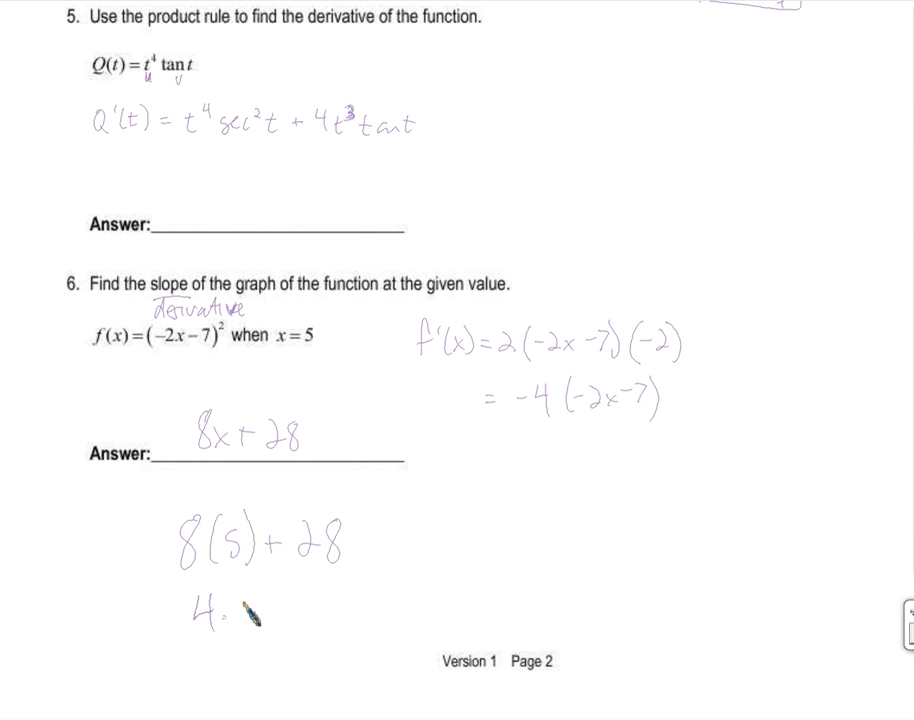 5. Use the product rule to find the derivative of the function.
Q(t) = t⁴ tan t
u v
Q'(t) = t⁴ sec² t + 4t³ tan t
Answer:
6. Find the slope of the graph of the function at the given value.
derivative
f(x) = (−2x − 7)² when x = 5
f'(x) = 2(−2x −7)(−2)
= −4(−2x−7)
8x + 28
Answer:
8(5) + 28
4
Version 1 Page 2